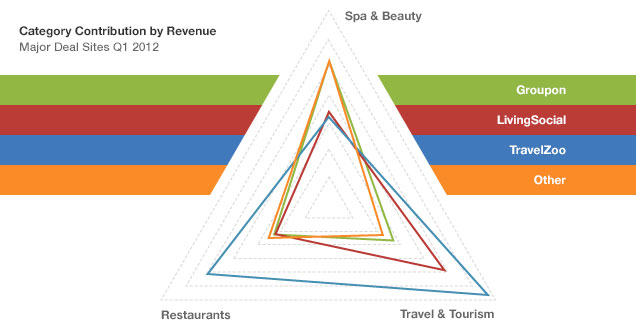 Category Contribution by Revenue
Major Deal Sites Q1 2012
Spa & Beauty
Groupon
LivingSocial
TravelZoo
Other
Restaurants
Travel & Tourism